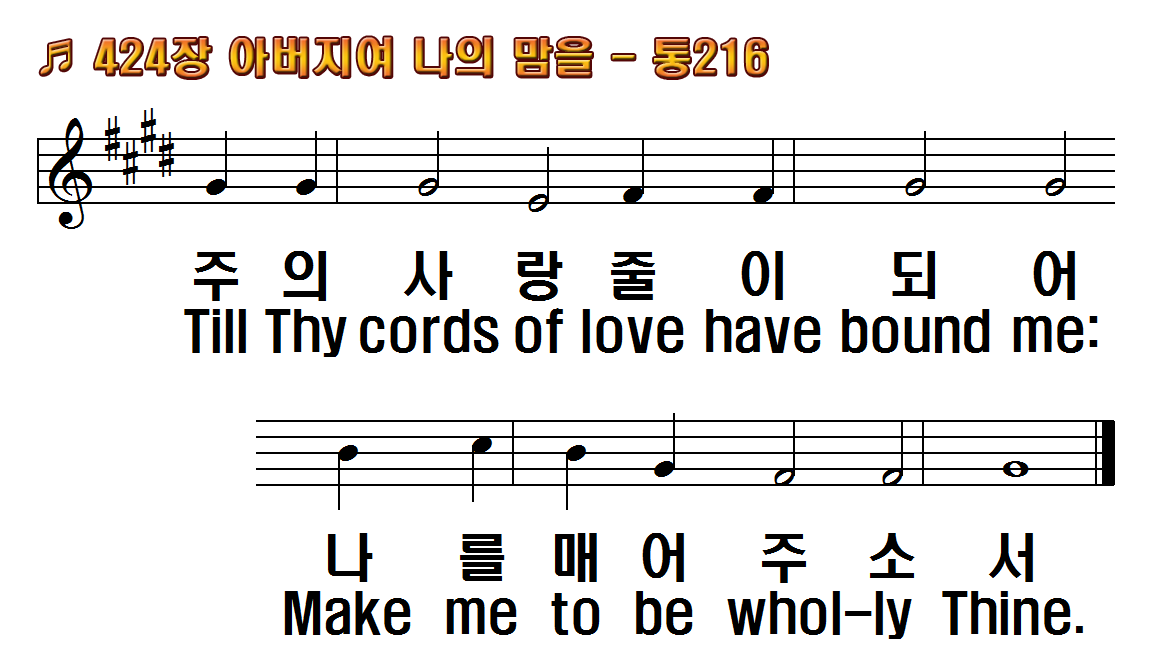 ♬ 424장 아버지여 나의 맘을 - 통216
주 의 사 랑 줄 이 되 어
Till Thy cords of love have bound me:
나 를 매 어 주 소 서
Make me to be whol-ly Thine.